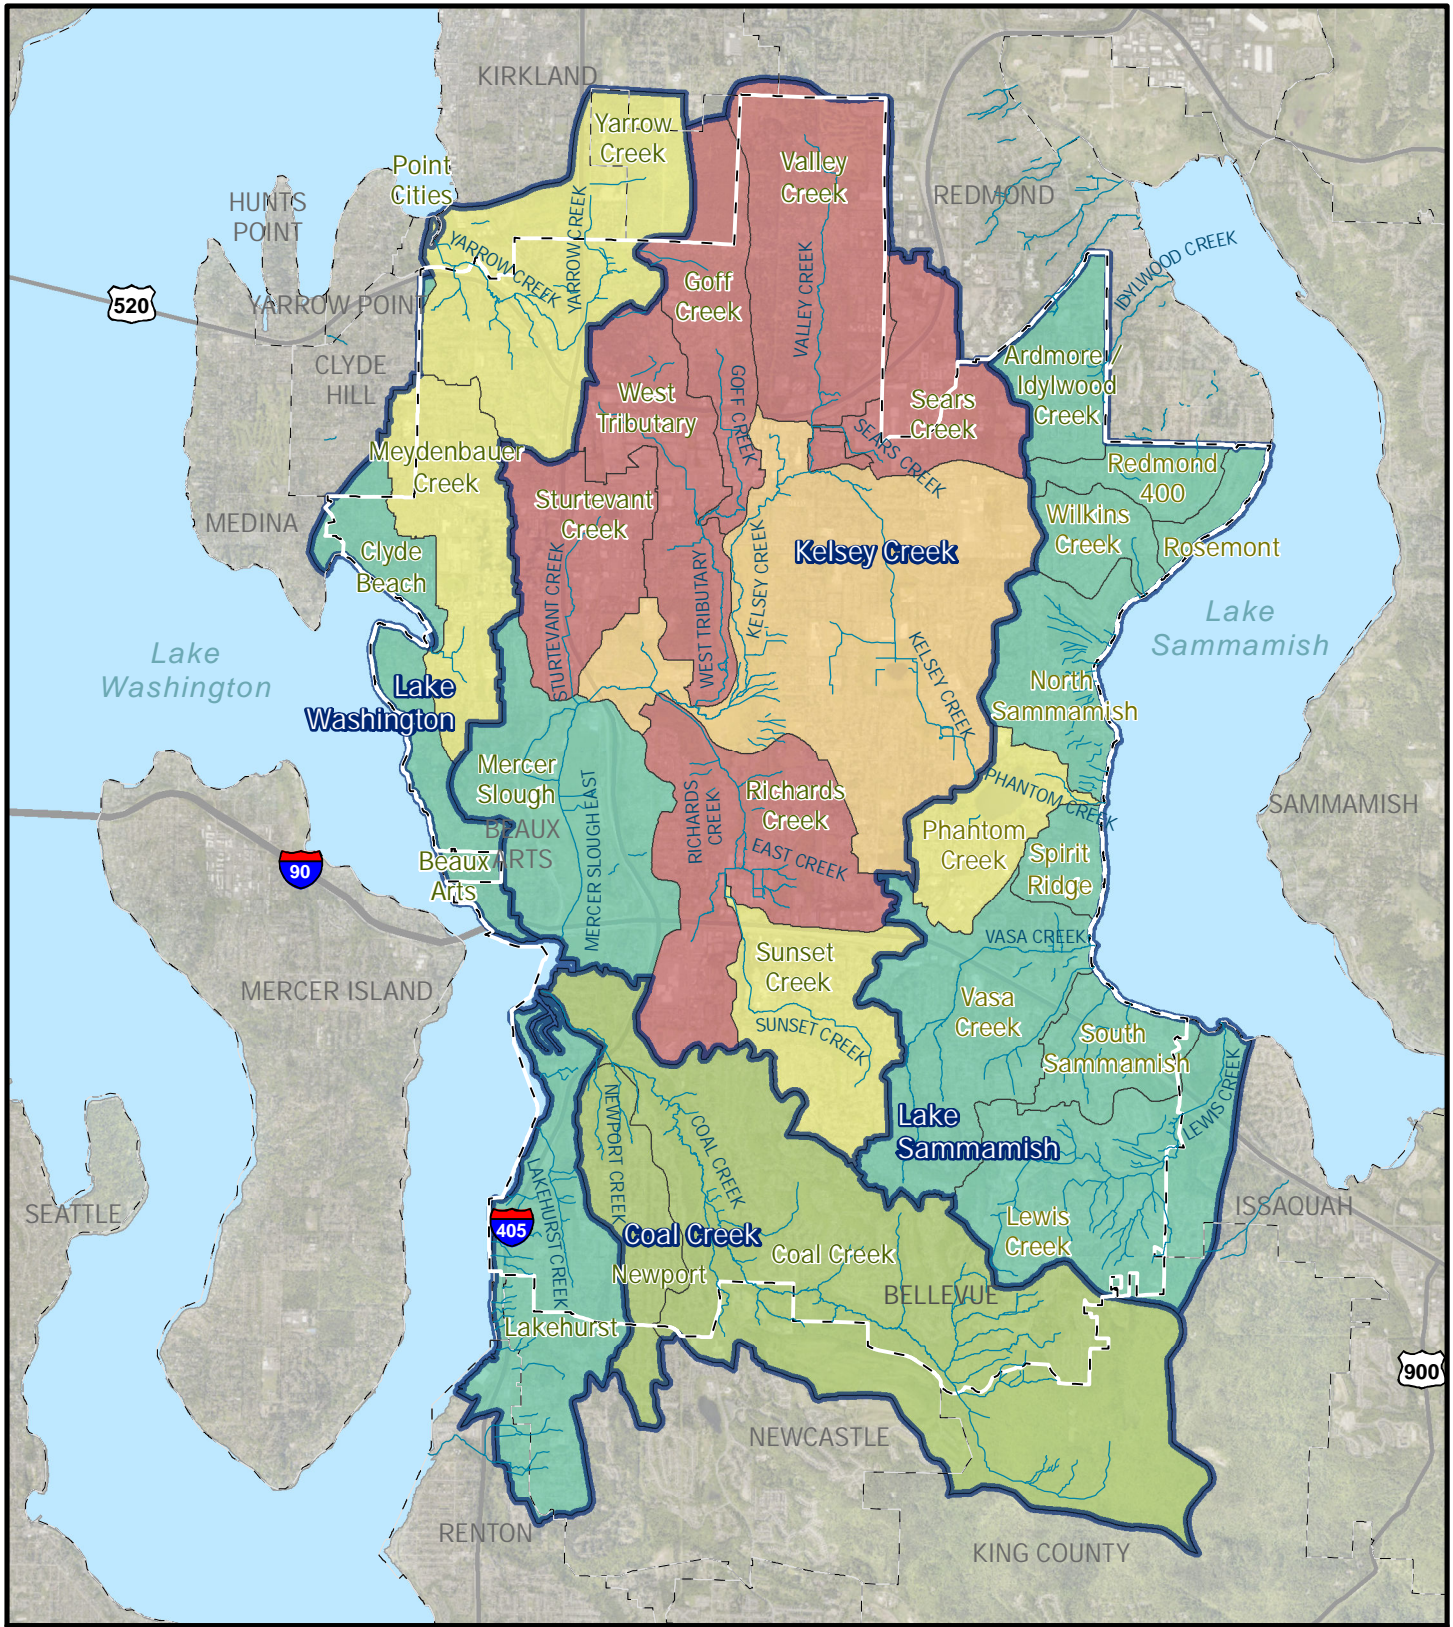 KIRKLAND
Yarrow
Creek
Point
Cities
Valley
Creek
HUNTS
POINT
REDMOND
YARROW CREEK
YARROW CREEK
IDYLWOOD CREEK
520
YARROW POINT
Goff
Creek
VALLEY CREEK
CLYDE
HILL
Ardmore /
Idylwood
Creek
West
Tributary
GOFF CREEK
Sears
Creek
SEARS CREEK
Meydenbauer
Creek
Redmond
400
MEDINA
Sturtevant
Creek
Wilkins
Creek
Rosemont
Clyde
Beach
Kelsey Creek
KELSEY CREEK
STURTEVANT CREEK
WEST TRIBUTARY
Lake
Washington
Lake
Sammamish
KELSEY CREEK
Lake
Washington
North
Sammamish
Mercer
Slough
PHANTOM CREEK
RICHARDS
CREEK
Richards
Creek
SAMMAMISH
BEAUX
ARTS
MERCER SLOUGH EAST
Phantom
Creek
EAST CREEK
Spirit
Ridge
90
Beaux
Arts
VASA CREEK
Sunset
Creek
MERCER ISLAND
Vasa
Creek
SUNSET CREEK
South
Sammamish
LEWIS CREEK
NEWPORT CREEK
COAL CREEK
Lake
Sammamish
LAKEHURST CREEK
SEATTLE
ISSAQUAH
405
Lewis
Creek
Coal Creek
Coal Creek
Newport
BELLEVUE
Lakehurst
900
NEWCASTLE
RENTON
KING COUNTY